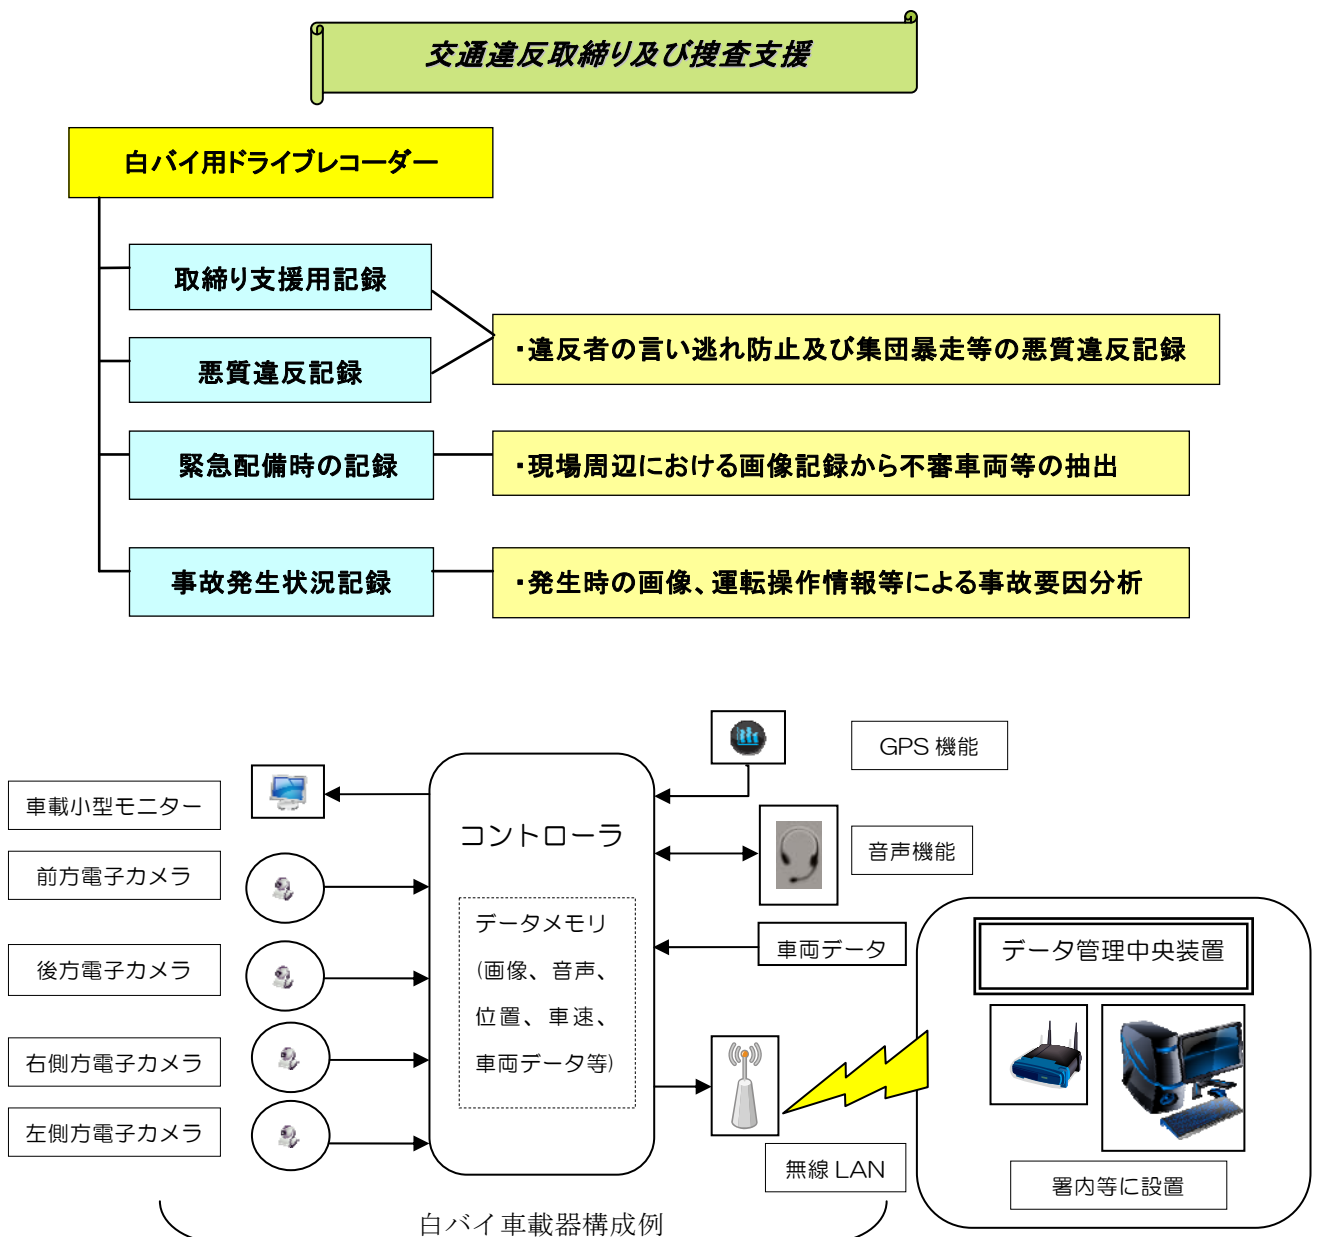 交通違反取締り及び捜査支援
白バイ用ドライブレコーダー
取締り支援用記録
悪質違反記録
・違反者の言い逃れ防止及び集団暴走等の悪質違反記録
緊急配備時の記録
・現場周辺における画像記録から不審車両等の抽出
事故発生状況記録
・発生時の画像、運転操作情報等による事故要因分析
GPS 機能
車載小型モニター
コントローラ
音声機能
前方電子カメラ
データメモリ
(画像、音声、
位置、車速、
車両データ等)
車両データ
データ管理中央装置
後方電子カメラ
右側方電子カメラ
左側方電子カメラ
無線 LAN
署内等に設置
白バイ車載器構成例